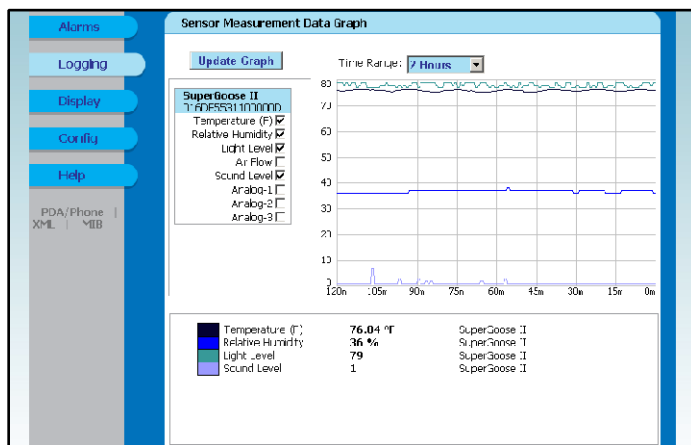 Alarms
Logging
Display
Config
Help
PDA/Phone |
XML | MIB
Sensor Measurement Data Graph
Update Graph
Time Range: 2 Hours
SuperGoose II
Temperature (F)
Relative Humidity
Light Level
Air Flow
Sound Level
Analog-1
Analog-2
Analog-3
80
70
60
50
40
30
20
10
0
120m 105m 90m 75m 60m 45m 30m 15m 0m
Temperature (F) 76.04 °F SuperGoose II
Relative Humidity 36 % SuperGoose II
Light Level 79 SuperGoose II
Sound Level 1 SuperGoose II